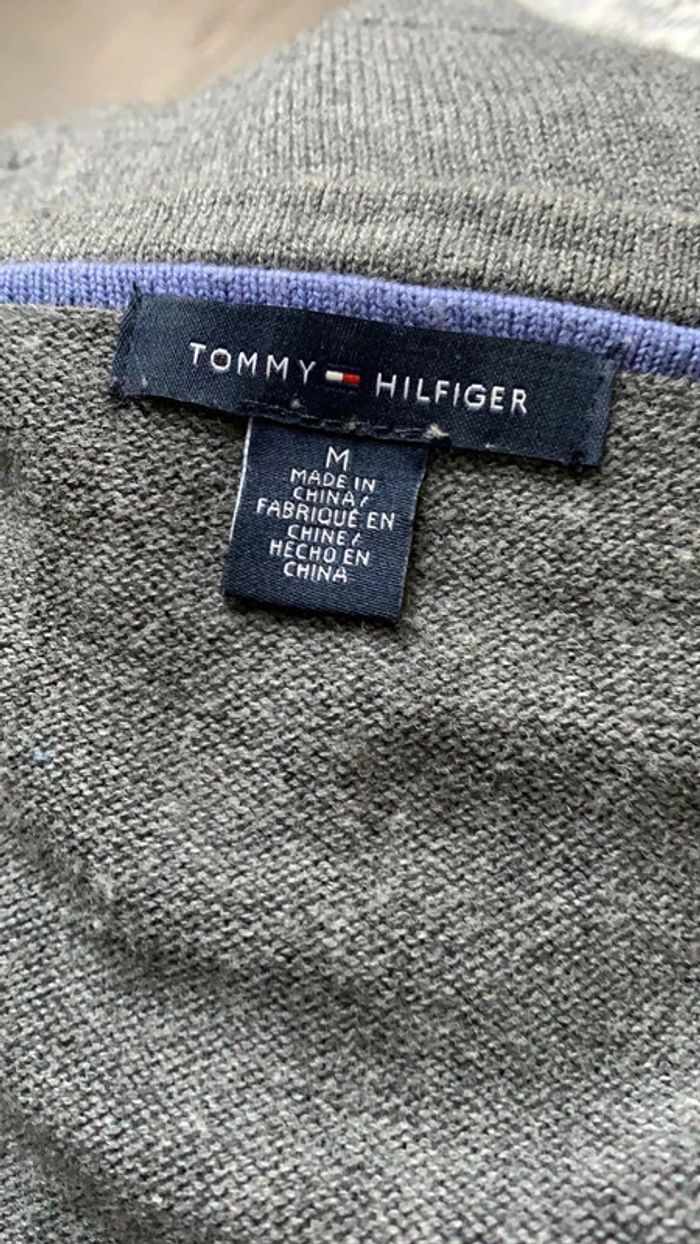 TOMMY HILFIGER
M
MADE IN
CHINA/
FABRIQUÉ EN
CHINE/
HECHO EN
CHINA